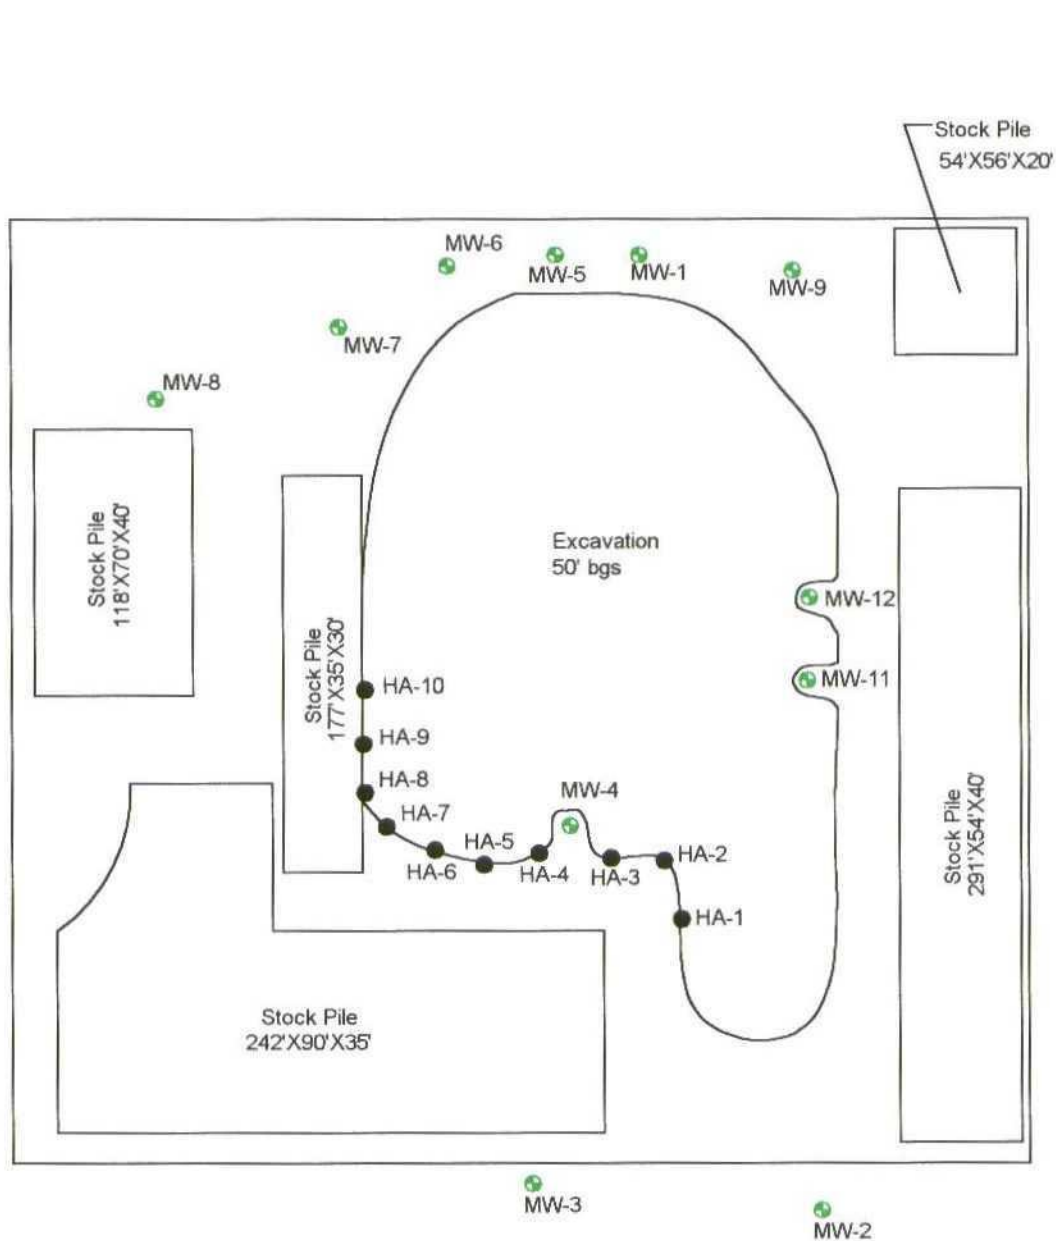 Stock Pile
54'X56'X20'
MW-6
MW-5
MW-1
MW-9
MW-7
MW-8
Stock Pile
118'X70'X40'
Excavation
50' bgs
MW-12
MW-11
Stock Pile
177'X35'X30'
HA-10
HA-9
HA-8
HA-7
MW-4
HA-5
HA-6
HA-4
HA-3
HA-2
HA-1
Stock Pile
291'X54'X40'
Stock Pile
242'X90'X35'
MW-3
MW-2